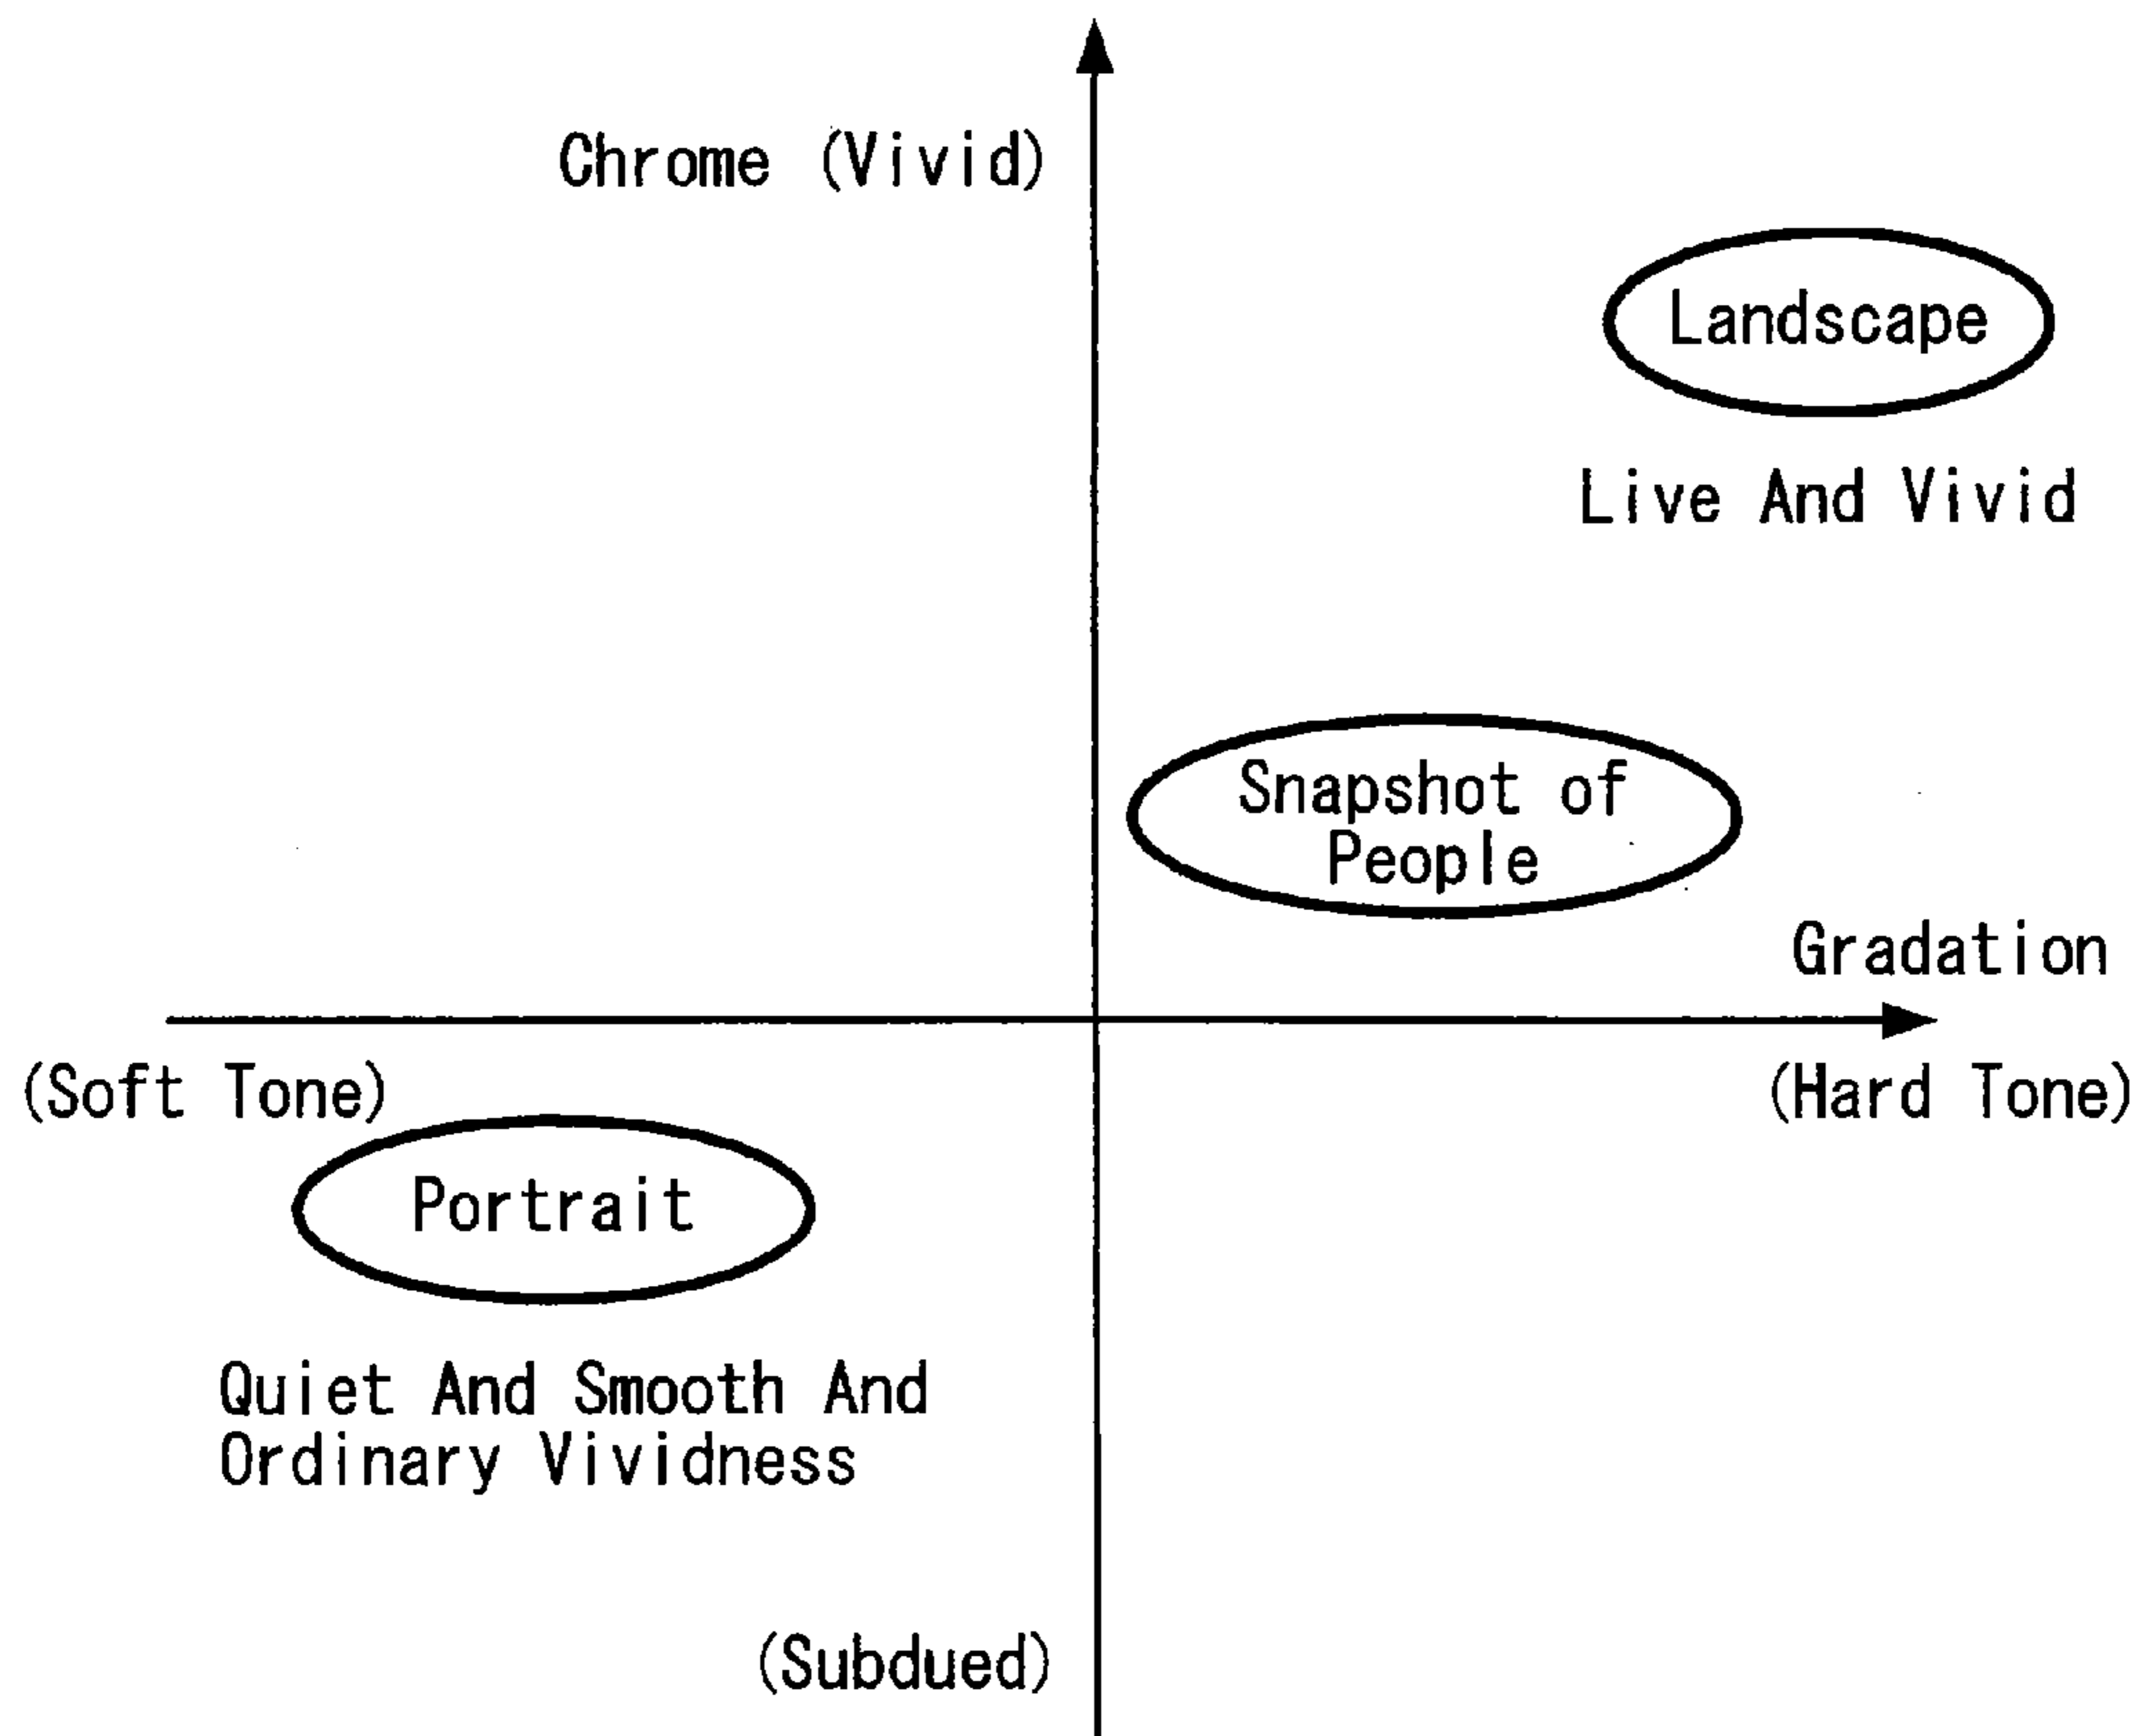 Chrome (Vivid)
Landscape
Live And Vivid
Snapshot of
People
Gradation
(Soft Tone)
(Hard Tone)
Portrait
Quiet And Smooth And
Ordinary Vividness
(Subdued)